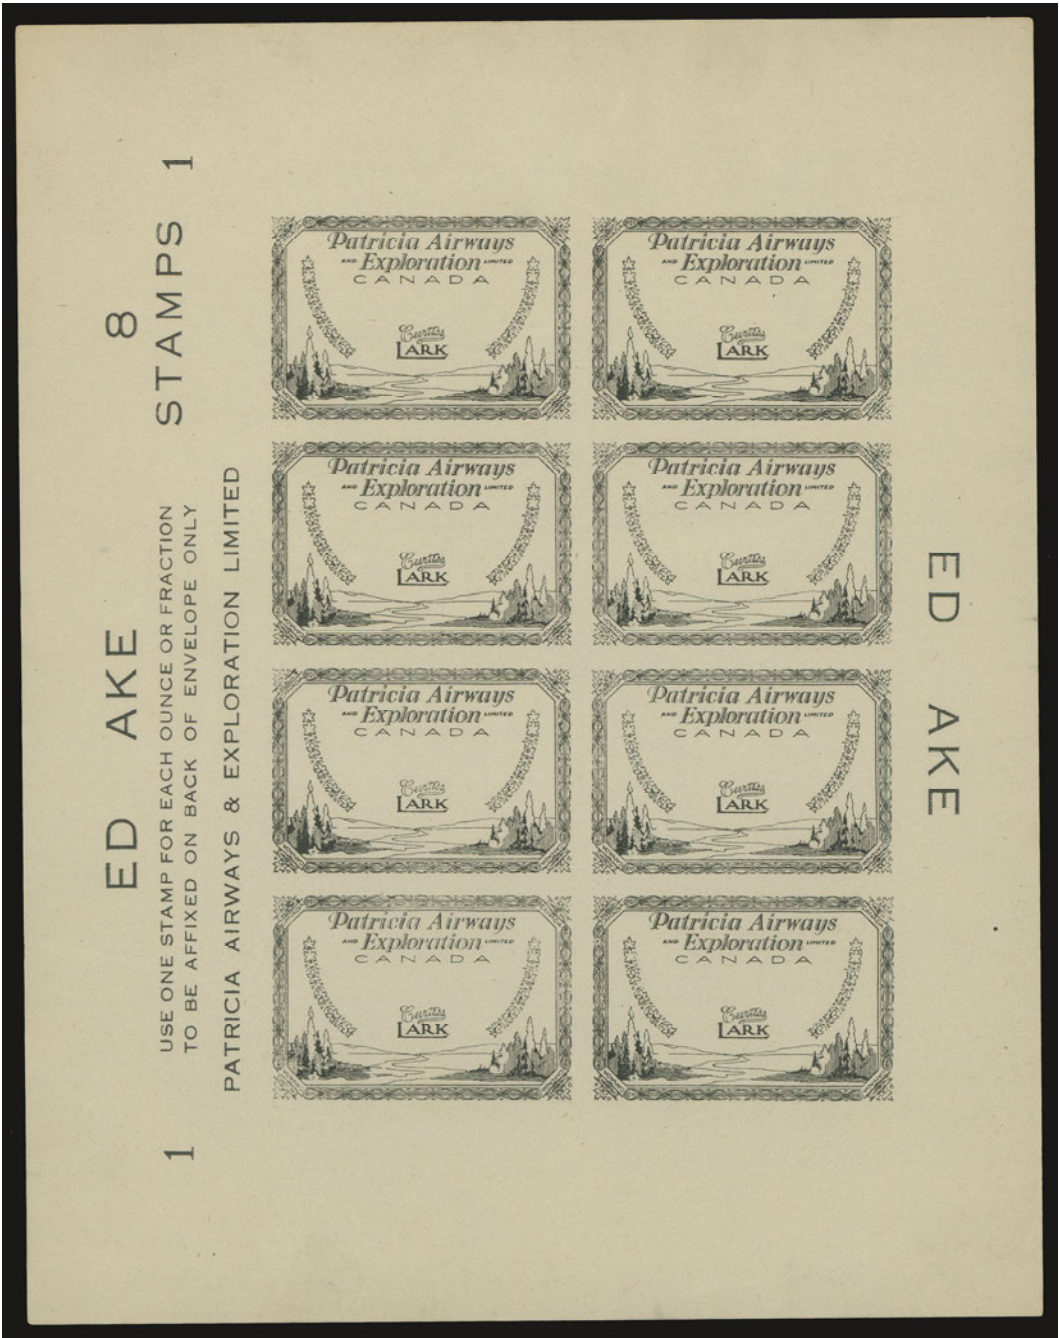 ED AKE 8
STAMPS 1
1
USE ONE STAMP FOR EACH OUNCE OR FRACTION
TO BE AFFIXED ON BACK OF ENVELOPE ONLY
PATRICIA AIRWAYS & EXPLORATION LIMITED
Patricia Airways
AND Exploration LIMITED
CANADA
Curtiss
LARK
Patricia Airways
AND Exploration LIMITED
CANADA
Curtiss
LARK
Patricia Airways
AND Exploration LIMITED
CANADA
Curtiss
LARK
Patricia Airways
AND Exploration LIMITED
CANADA
Curtiss
LARK
Patricia Airways
AND Exploration LIMITED
CANADA
Curtiss
LARK
Patricia Airways
AND Exploration LIMITED
CANADA
Curtiss
LARK
Patricia Airways
AND Exploration LIMITED
CANADA
Curtiss
LARK
Patricia Airways
AND Exploration LIMITED
CANADA
Curtiss
LARK
ED AKE